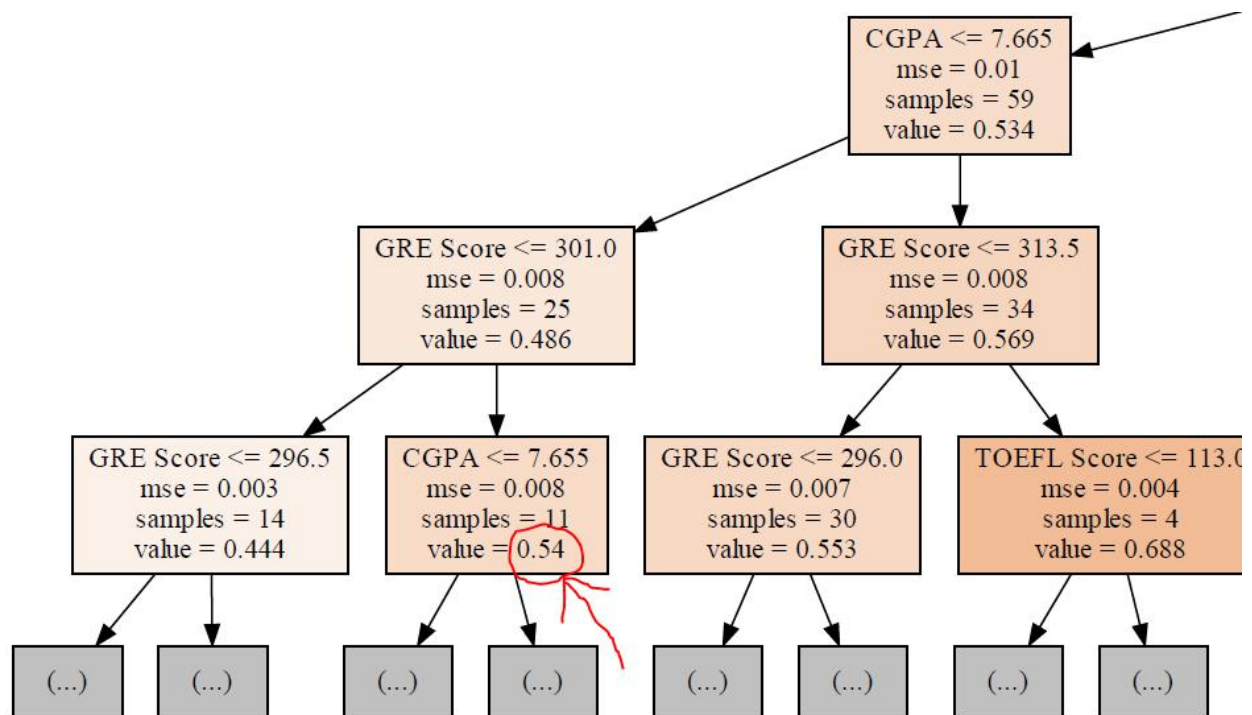 CGPA <= 7.665
mse = 0.01
samples = 59
value = 0.534
GRE Score <= 301.0
mse = 0.008
samples = 25
value = 0.486
GRE Score <= 313.5
mse = 0.008
samples = 34
value = 0.569
GRE Score <= 296.5
mse = 0.003
samples = 14
value = 0.444
CGPA <= 7.655
mse = 0.008
samples = 11
value = 0.54
GRE Score <= 296.0
mse = 0.007
samples = 30
value = 0.553
TOEFL Score <= 113.0
mse = 0.004
samples = 4
value = 0.688
(...)
(...)
(...)
(...)
(...)
(...)
(...)
(...)